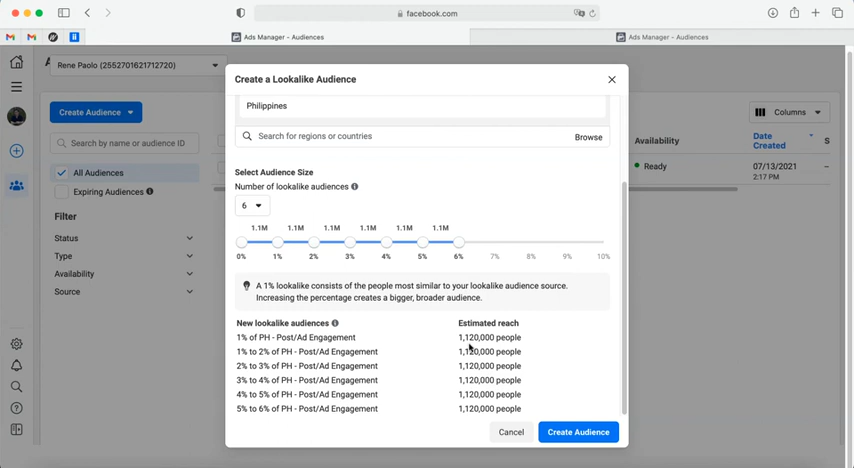 facebook.com
Ads Manager - Audiences
Ads Manager - Audiences
Rene Paolo (2552701621712720)
Create Audience
Columns
Search by name or audience ID
Availability
Date Created
S
All Audiences
Ready
07/13/2021
2:17 PM
Expiring Audiences
Filter
Status
Type
Availability
Source
Create a Lookalike Audience
Philippines
Search for regions or countries
Browse
Select Audience Size
Number of lookalike audiences
6
1.1M 1.1M 1.1M 1.1M 1.1M 1.1M
0% 1% 2% 3% 4% 5% 6% 7% 8% 9% 10%
A 1% lookalike consists of the people most similar to your lookalike audience source.
Increasing the percentage creates a bigger, broader audience.
New lookalike audiences Estimated reach
1% of PH - Post/Ad Engagement 1,120,000 people
1% to 2% of PH - Post/Ad Engagement 1,120,000 people
2% to 3% of PH - Post/Ad Engagement 1,120,000 people
3% to 4% of PH - Post/Ad Engagement 1,120,000 people
4% to 5% of PH - Post/Ad Engagement 1,120,000 people
5% to 6% of PH - Post/Ad Engagement 1,120,000 people
Cancel
Create Audience